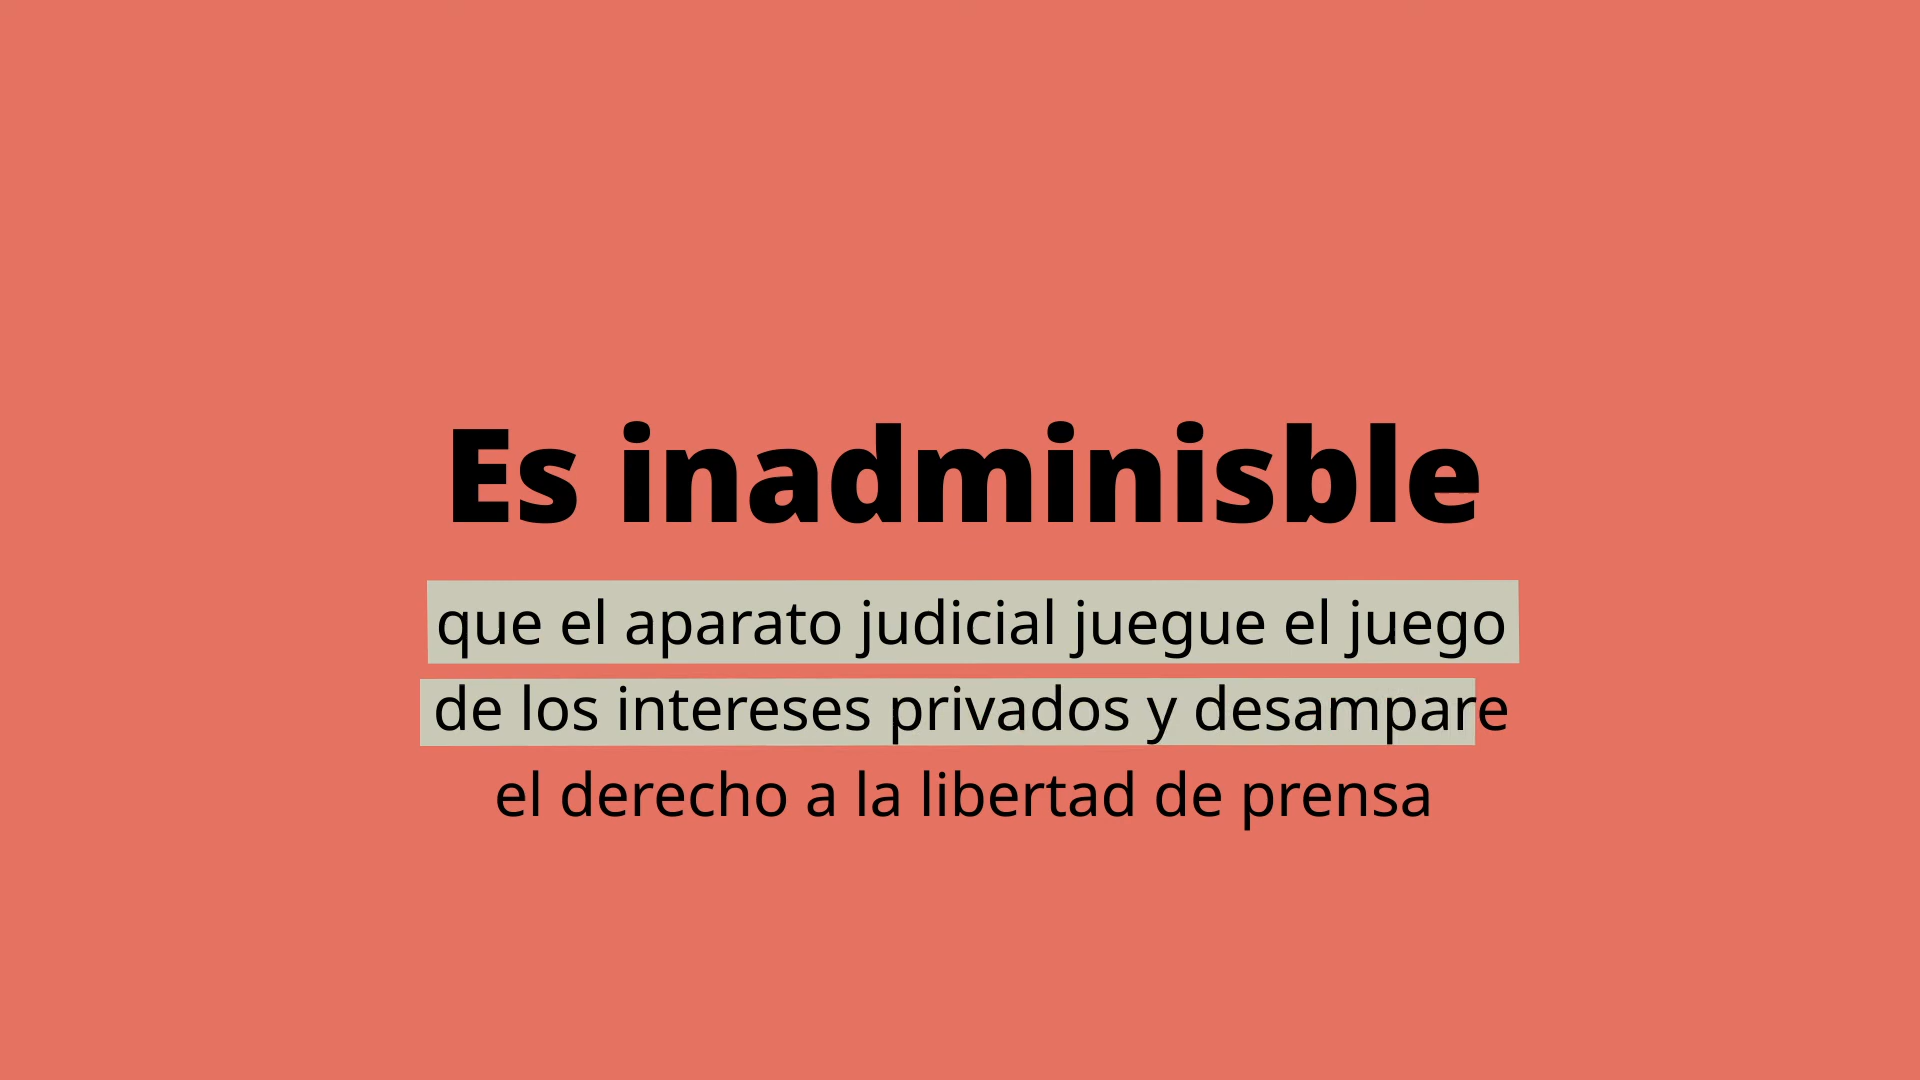 Es inadminisble
que el aparato judicial juegue el juego
de los intereses privados y desampare
el derecho a la libertad de prensa